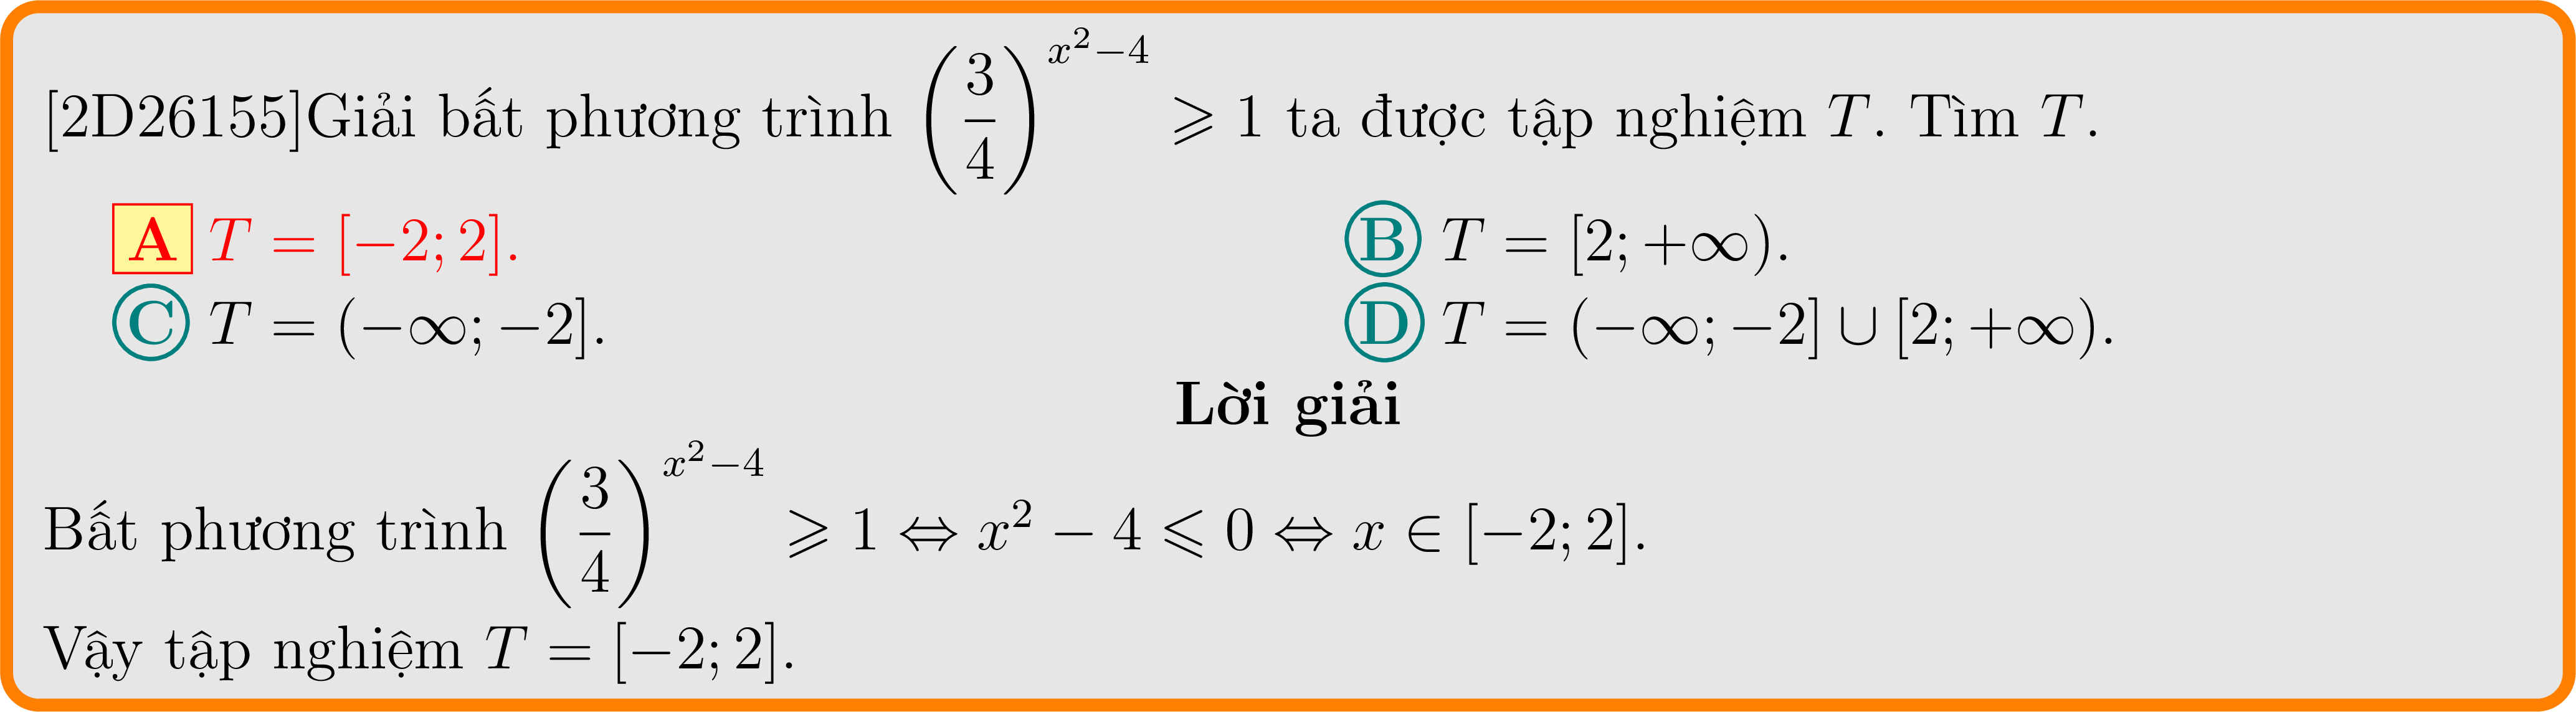 [2D26155]Giải bất phương trình $\left(\dfrac{3}{4}\right)^{x^2-4} \geqslant 1$ ta được tập nghiệm $T$. Tìm $T$.
A $T = [-2; 2]$. B $T = [2; +\infty)$.
C $T = (-\infty; -2]$. D $T = (-\infty; -2] \cup [2; +\infty)$.
Lời giải
Bất phương trình $\left(\dfrac{3}{4}\right)^{x^2-4} \geqslant 1 \Leftrightarrow x^2 - 4 \leqslant 0 \Leftrightarrow x \in [-2; 2]$.
Vậy tập nghiệm $T = [-2; 2]$.